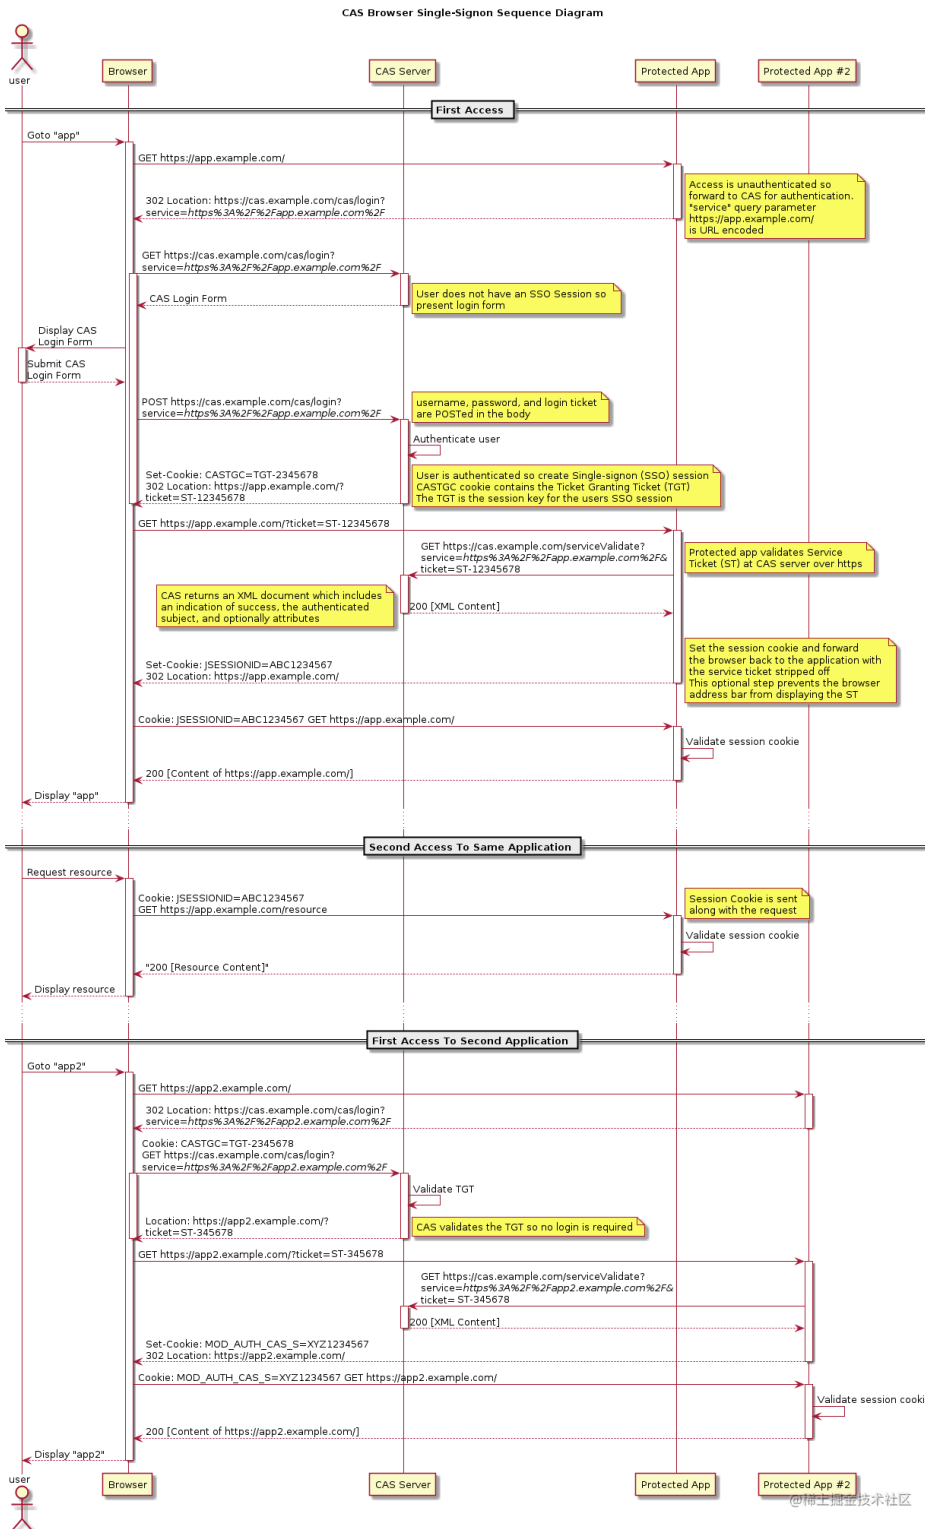 CAS Browser Single-Signon Sequence Diagram
user
Browser
CAS Server
Protected App
Protected App #2
First Access
Goto "app"
GET https://app.example.com/
Access is unauthenticated so
forward to CAS for authentication.
"service" query parameter
https://app.example.com/
is URL encoded
302 Location: https://cas.example.com/cas/login?
service=https%3A%2F%2Fapp.example.com%2F
GET https://cas.example.com/cas/login?
service=https%3A%2F%2Fapp.example.com%2F
User does not have an SSO Session so
present login form
CAS Login Form
Display CAS
Login Form
Submit CAS
Login Form
POST https://cas.example.com/cas/login?
service=https%3A%2F%2Fapp.example.com%2F
username, password, and login ticket
are POSTed in the body
Authenticate user
Set-Cookie: CASTGC=TGT-2345678
302 Location: https://app.example.com/?
ticket=ST-12345678
User is authenticated so create Single-signon (SSO) session
CASTGC cookie contains the Ticket Granting Ticket (TGT)
The TGT is the session key for the users SSO session
GET https://app.example.com/?ticket=ST-12345678
GET https://cas.example.com/serviceValidate?
service=https%3A%2F%2Fapp.example.com%2F&
ticket=ST-12345678
Protected app validates Service
Ticket (ST) at CAS server over https
CAS returns an XML document which includes
an indication of success, the authenticated
subject, and optionally attributes
200 [XML Content]
Set the session cookie and forward
the browser back to the application with
the service ticket stripped off
This optional step prevents the browser
address bar from displaying the ST
Set-Cookie: JSESSIONID=ABC1234567
302 Location: https://app.example.com/
Cookie: JSESSIONID=ABC1234567 GET https://app.example.com/
Validate session cookie
200 [Content of https://app.example.com/]
Display "app"
Second Access To Same Application
Request resource
Cookie: JSESSIONID=ABC1234567
GET https://app.example.com/resource
Session Cookie is sent
along with the request
Validate session cookie
"200 [Resource Content]"
Display resource
First Access To Second Application
Goto "app2"
GET https://app2.example.com/
302 Location: https://cas.example.com/cas/login?
service=https%3A%2F%2Fapp2.example.com%2F
Cookie: CASTGC=TGT-2345678
GET https://cas.example.com/cas/login?
service=https%3A%2F%2Fapp2.example.com%2F
Validate TGT
Location: https://app2.example.com/?
ticket=ST-345678
CAS validates the TGT so no login is required
GET https://app2.example.com/?ticket=ST-345678
GET https://cas.example.com/serviceValidate?
service=https%3A%2F%2Fapp2.example.com%2F&
ticket= ST-345678
200 [XML Content]
Set-Cookie: MOD_AUTH_CAS_S=XYZ1234567
302 Location: https://app2.example.com/
Cookie: MOD_AUTH_CAS_S=XYZ1234567 GET https://app2.example.com/
Validate session cooki
200 [Content of https://app2.example.com/]
Display "app2"
user
Browser
CAS Server
Protected App
Protected App #2
@稀土掘金技术社区